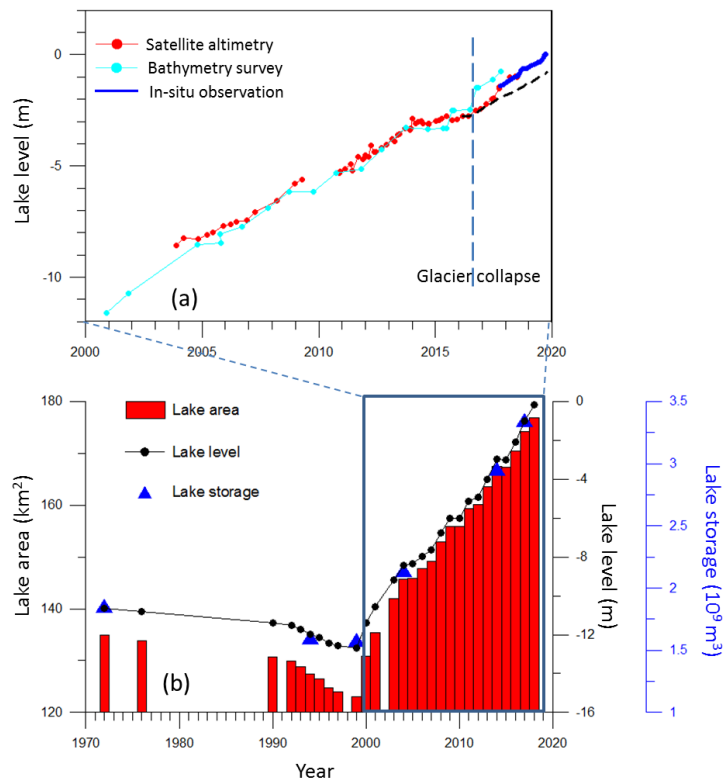 0
-5
-10
Lake level (m)
Satellite altimetry
Bathymetry survey
In-situ observation
Glacier collapse
(a)
2000
2005
2010
2015
2020
180
160
140
120
Lake area (km²)
Lake area
Lake level
Lake storage
(b)
0
-4
-8
-12
-16
Lake level (m)
3.5
3
2.5
2
1.5
1
Lake storage (10⁹ m³)
1970
1980
1990
2000
2010
2020
Year